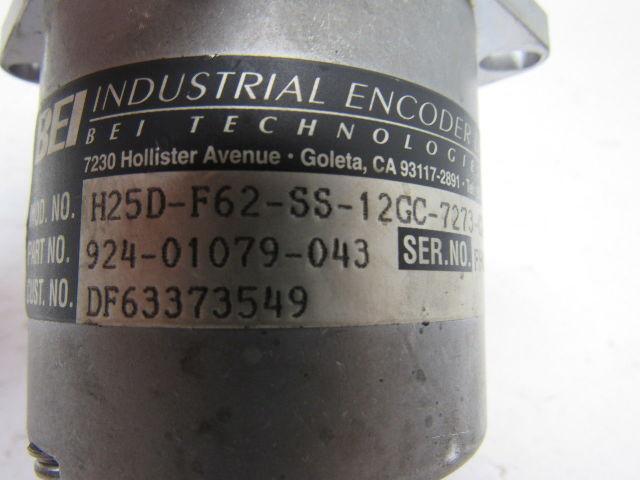 BEI INDUSTRIAL ENCODER
BEI TECHNOLOGIE
7230 Hollister Avenue · Goleta, CA 93117-2891 ·
MOD. NO. H25D-F62-SS-12GC-7273-
PART NO. 924-01079-043 SER.NO.
CUST. NO. DF63373549